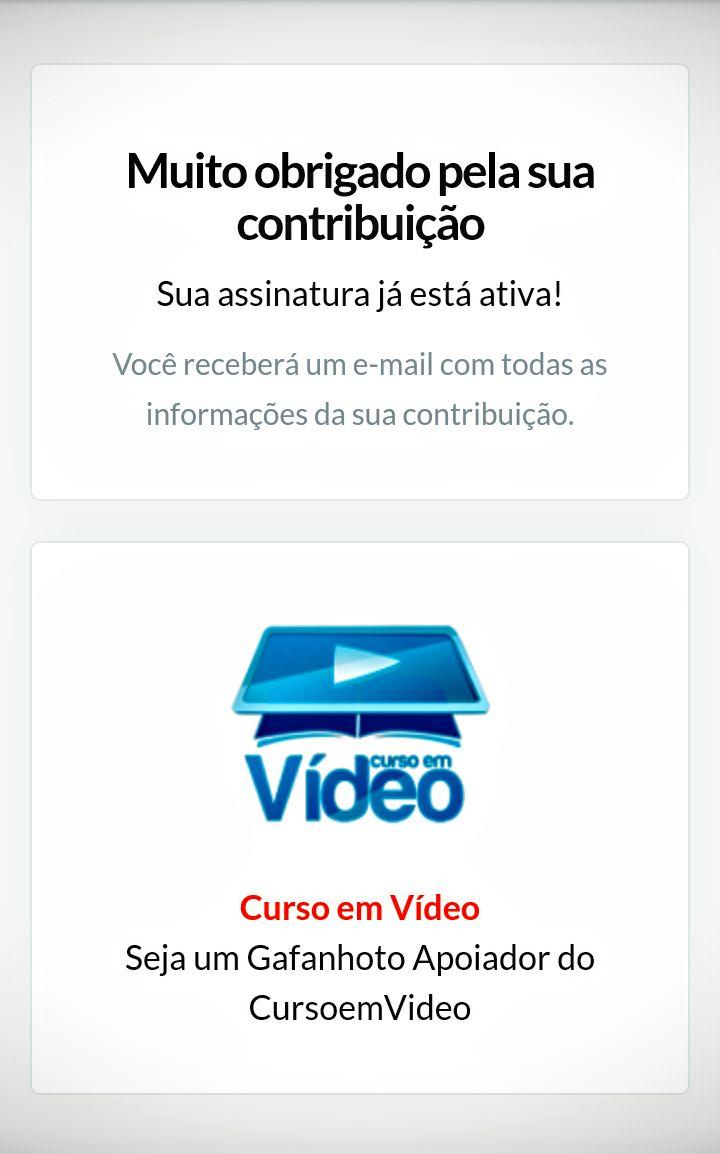 Muito obrigado pela sua
contribuição
Sua assinatura já está ativa!
Você receberá um e-mail com todas as
informações da sua contribuição.
curso em
Vídeo
Curso em Vídeo
Seja um Gafanhoto Apoiador do
CursoemVideo